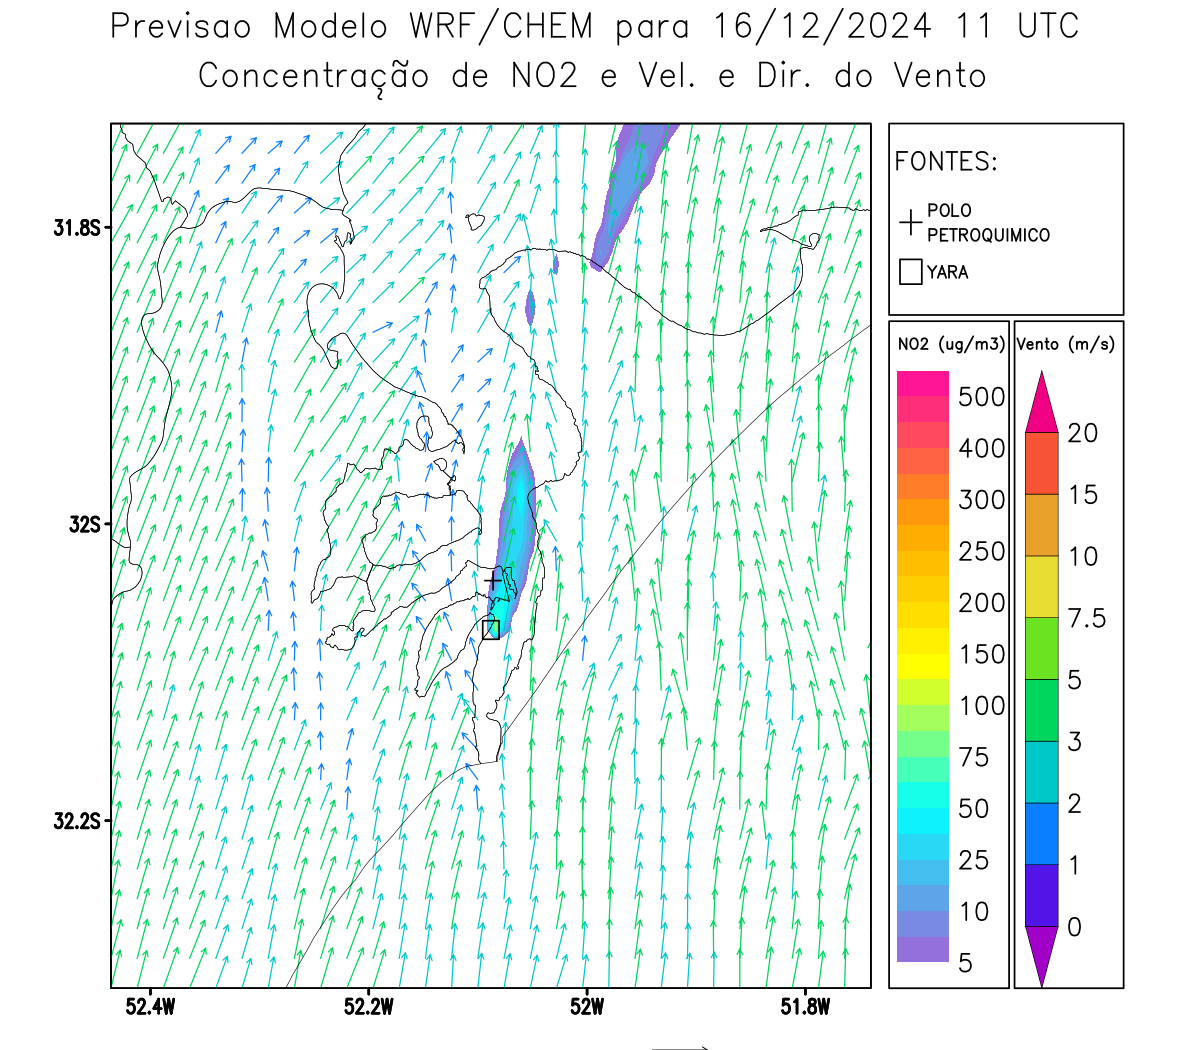 Previsao Modelo WRF/CHEM para 16/12/2024 11 UTC
Concentração de NO2 e Vel. e Dir. do Vento
FONTES:
POLO
PETROQUIMICO
YARA
NO2 (ug/m3)
500
400
300
250
200
150
100
75
50
25
10
5
Vento (m/s)
20
15
10
7.5
5
3
2
1
0
31.8S
32S
32.2S
52.4W
52.2W
52W
51.8W